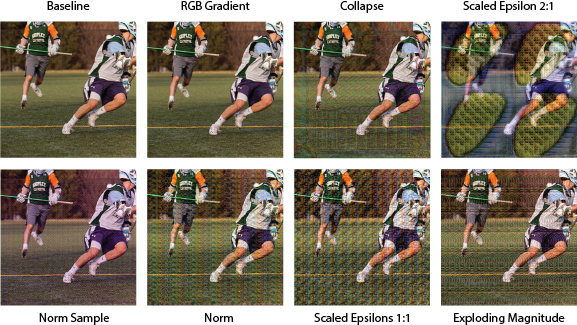 Baseline
RGB Gradient
Collapse
Scaled Epsilon 2:1
Norm Sample
Norm
Scaled Epsilons 1:1
Exploding Magnitude